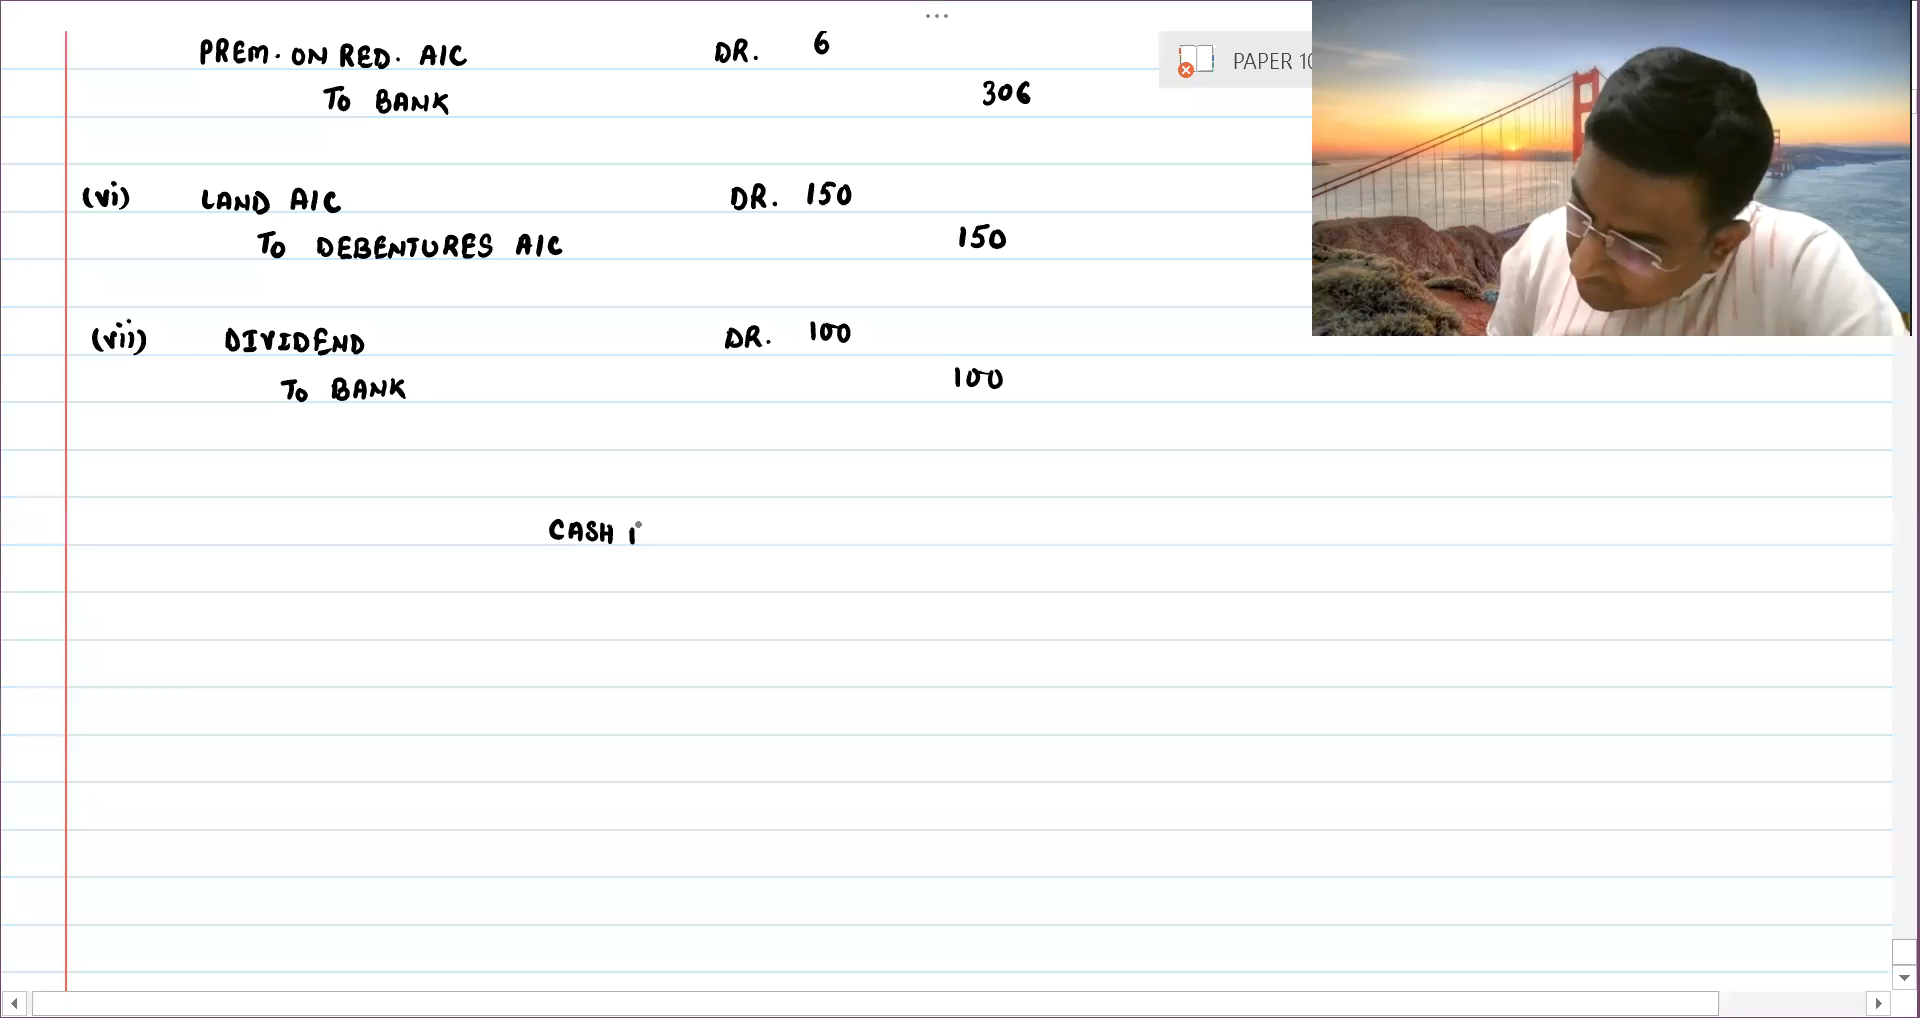 PREM. ON RED. A/C DR. 6
PAPER 10
TO BANK 306
(vi) LAND A/C DR. 150
TO DEBENTURES A/C 150
(vii) DIVIDEND DR. 100
TO BANK 100
CASH